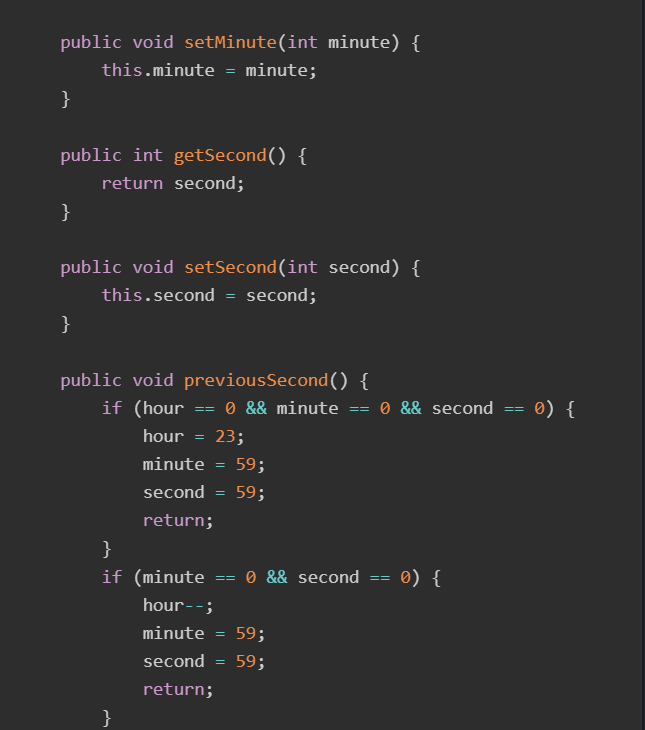 public void setMinute(int minute) {
this.minute = minute;
}
public int getSecond() {
return second;
}
public void setSecond(int second) {
this.second = second;
}
public void previousSecond() {
if (hour == 0 && minute == 0 && second == 0) {
hour = 23;
minute = 59;
second = 59;
return;
}
if (minute == 0 && second == 0) {
hour--;
minute = 59;
second = 59;
return;
}